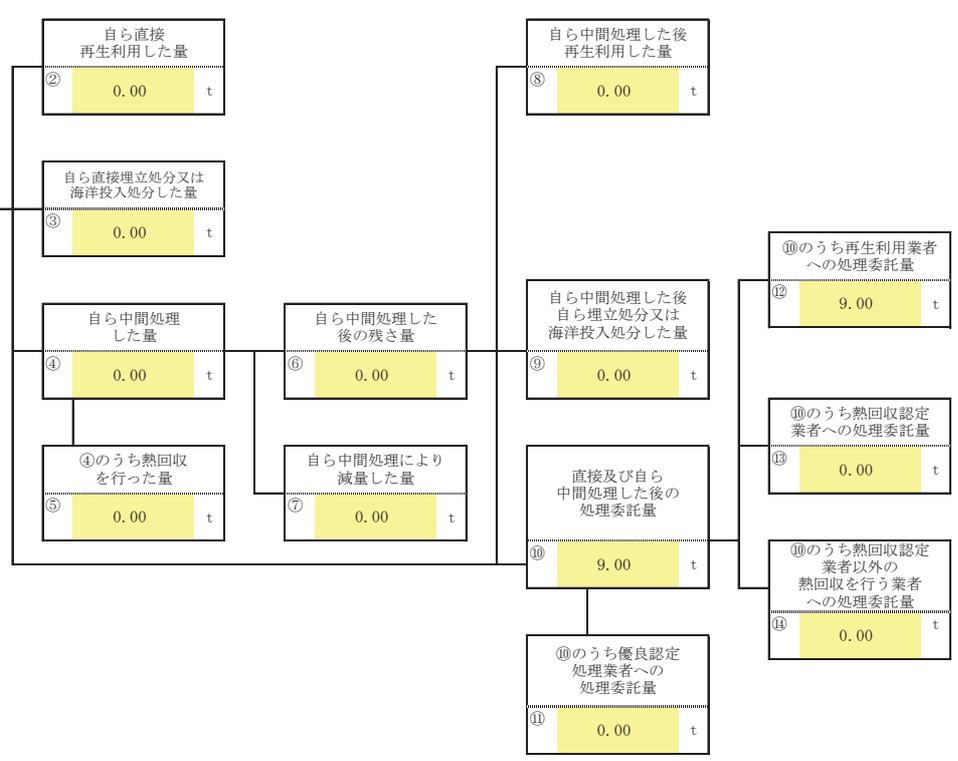 自ら直接
再生利用した量
② 0.00 t
自ら直接埋立処分又は
海洋投入処分した量
③ 0.00 t
自ら中間処理
した量
④ 0.00 t
④のうち熱回収
を行った量
⑤ 0.00 t
自ら中間処理した
後の残さ量
⑥ 0.00 t
自ら中間処理により
減量した量
⑦ 0.00 t
自ら中間処理した後
再生利用した量
⑧ 0.00 t
自ら中間処理した後
自ら埋立処分又は
海洋投入処分した量
⑨ 0.00 t
直接及び自ら
中間処理した後の
処理委託量
⑩ 9.00 t
⑩のうち優良認定
処理業者への
処理委託量
⑪ 0.00 t
⑩のうち再生利用業者
への処理委託量
⑫ 9.00 t
⑩のうち熱回収認定
業者への処理委託量
⑬ 0.00 t
⑩のうち熱回収認定
業者以外の
熱回収を行う業者
への処理委託量
⑭ 0.00 t